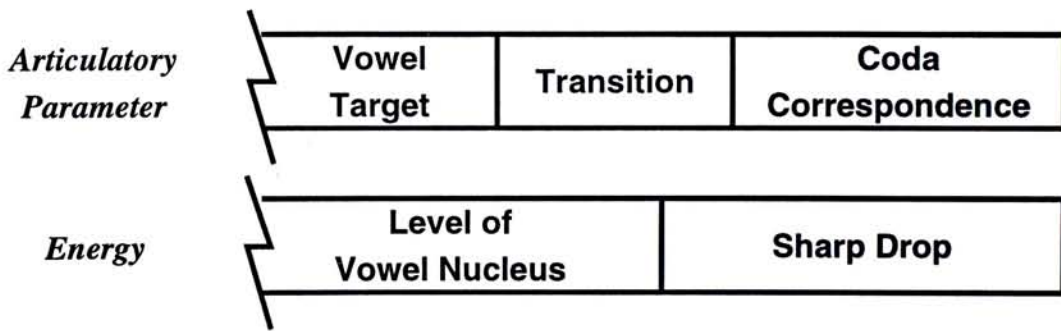 Articulatory
Parameter
Vowel
Target
Transition
Coda
Correspondence
Energy
Level of
Vowel Nucleus
Sharp Drop